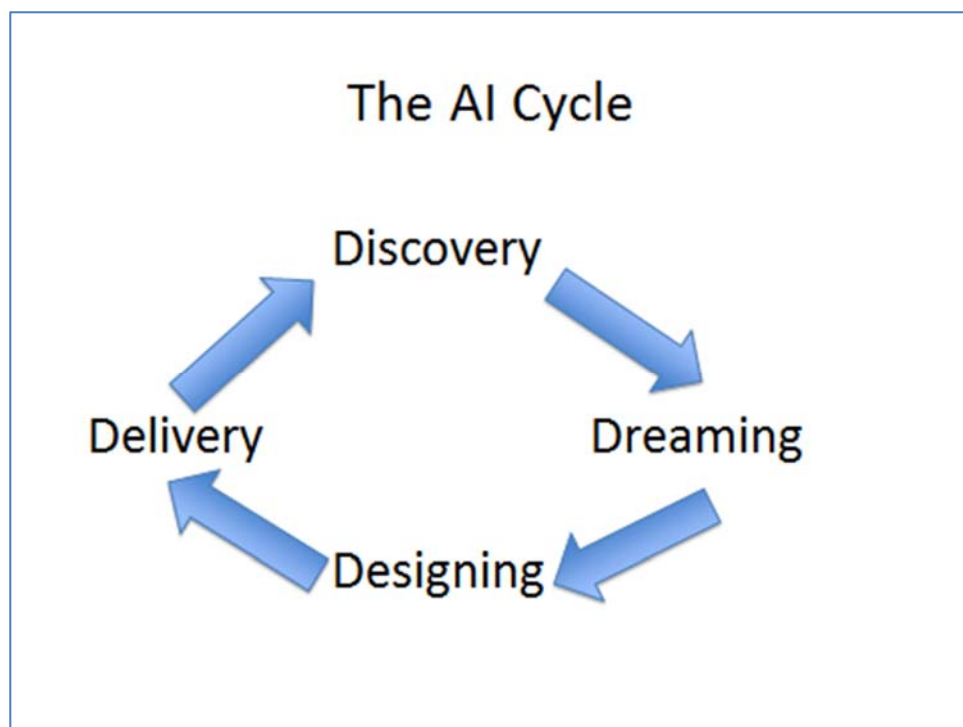 The AI Cycle
Discovery
Delivery
Dreaming
Designing